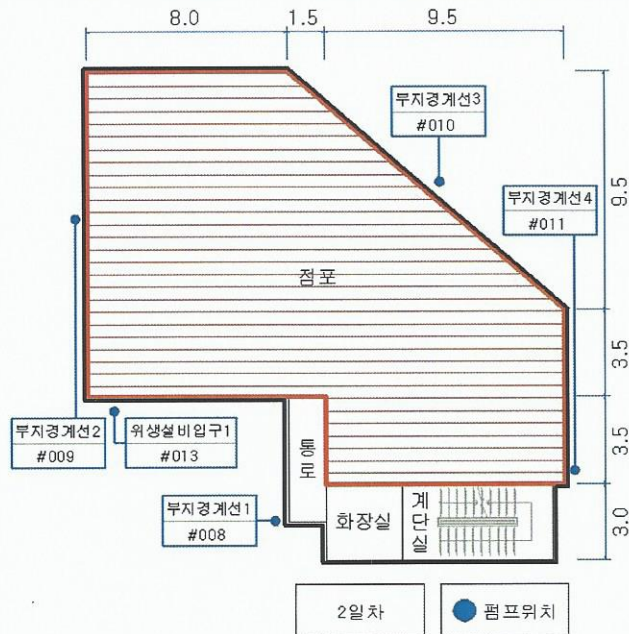 8.0
1.5
9.5
부지경계선3
#010
부지경계선4
#011
9.5
점포
3.5
부지경계선2
#009
위생설비입구1
#013
통로
3.5
부지경계선1
#008
화장실
계단실
3.0
2일차
펌프위치